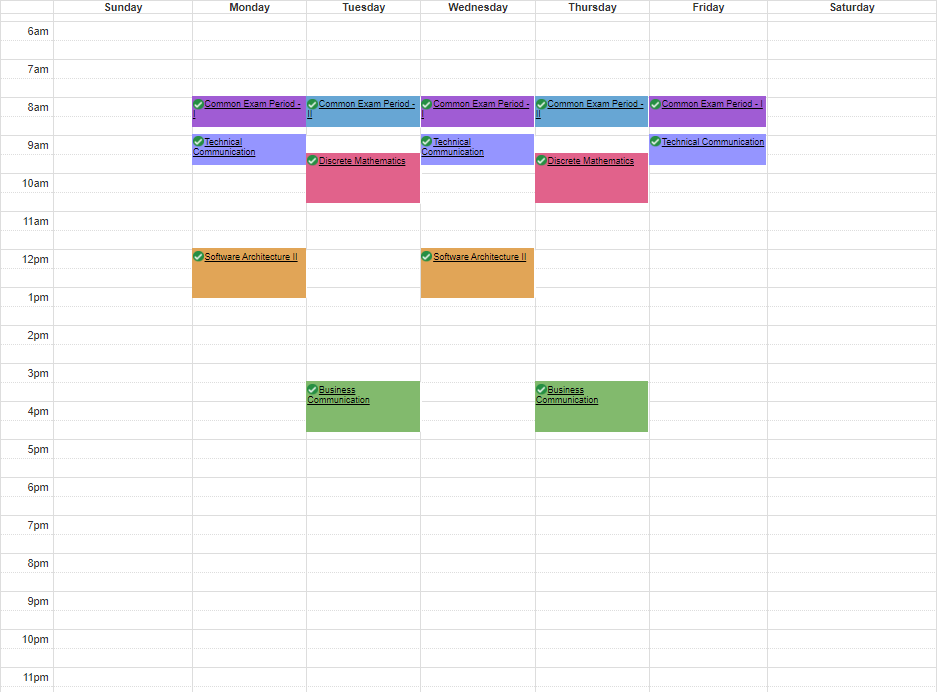 Sunday Monday Tuesday Wednesday Thursday Friday Saturday
6am
7am
8am
Common Exam Period -
I
Common Exam Period -
II
Common Exam Period -
I
Common Exam Period -
II
Common Exam Period - I
9am
Technical
Communication
Technical
Communication
Technical Communication
Discrete Mathematics
Discrete Mathematics
10am
11am
12pm
Software Architecture II
Software Architecture II
1pm
2pm
3pm
Business
Communication
Business
Communication
4pm
5pm
6pm
7pm
8pm
9pm
10pm
11pm